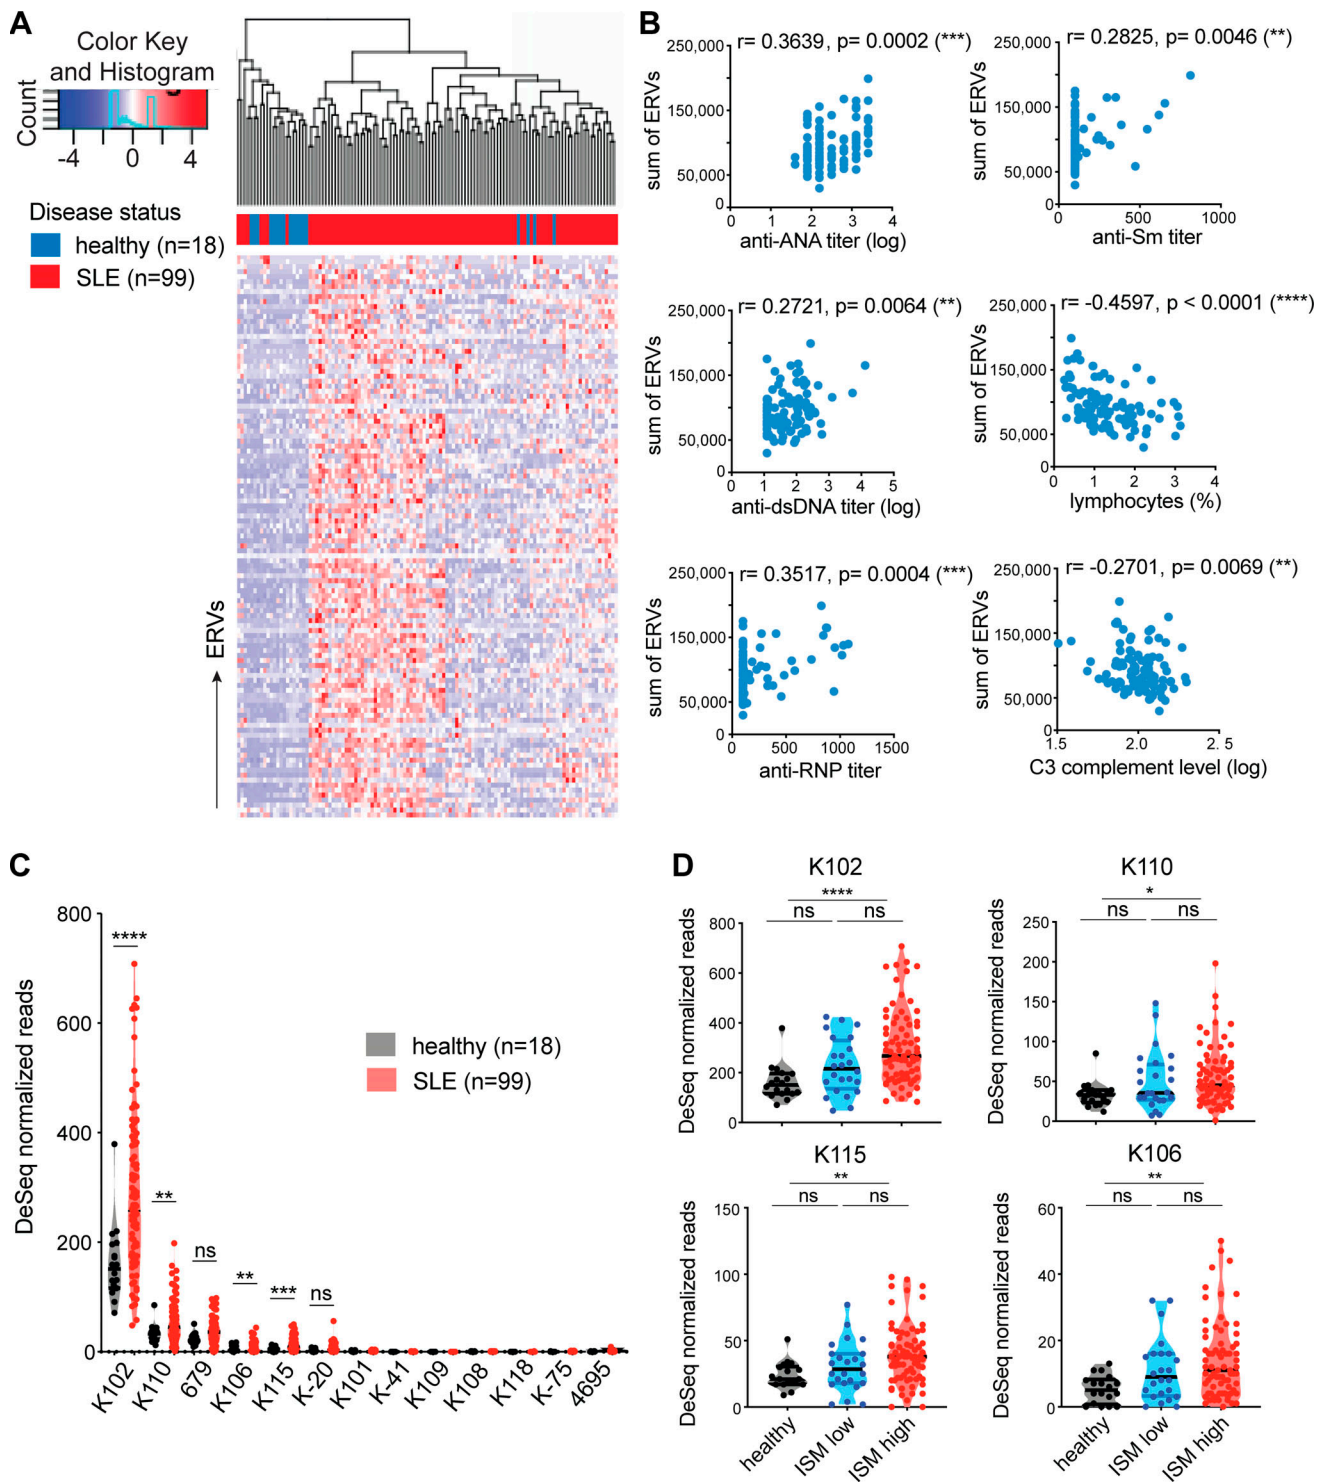 A
Color Key
and Histogram
Count
-4 0 4
Disease status
healthy (n=18)
SLE (n=99)
ERVs
B
r= 0.3639, p= 0.0002 (***)
250,000
150,000
50,000
0
sum of ERVs
0 1 2 3 4
anti-ANA titer (log)
r= 0.2825, p= 0.0046 (**)
250,000
150,000
50,000
0
sum of ERVs
0 500 1000
anti-Sm titer
r= 0.2721, p= 0.0064 (**)
250,000
150,000
50,000
0
sum of ERVs
0 1 2 3 4 5
anti-dsDNA titer (log)
r= -0.4597, p < 0.0001 (****)
250,000
150,000
50,000
0
sum of ERVs
0 1 2 3 4
lymphocytes (%)
r= 0.3517, p= 0.0004 (***)
250,000
150,000
50,000
0
sum of ERVs
0 500 1000 1500
anti-RNP titer
r= -0.2701, p= 0.0069 (**)
250,000
150,000
50,000
0
sum of ERVs
1.5 2.0 2.5
C3 complement level (log)
C
800
600
400
200
0
DeSeq normalized reads
****
**
ns
**
***
ns
healthy (n=18)
SLE (n=99)
K102 K110 679 K106 K115 K-20 K101 K-41 K109 K108 K118 K-75 4695
D
K102
****
ns ns
800
600
400
200
0
DeSeq normalized reads
K110
*
ns ns
250
200
150
100
50
0
DeSeq normalized reads
K115
**
ns ns
150
100
50
0
DeSeq normalized reads
healthy ISM low ISM high
K106
**
ns ns
60
40
20
0
DeSeq normalized reads
healthy ISM low ISM high